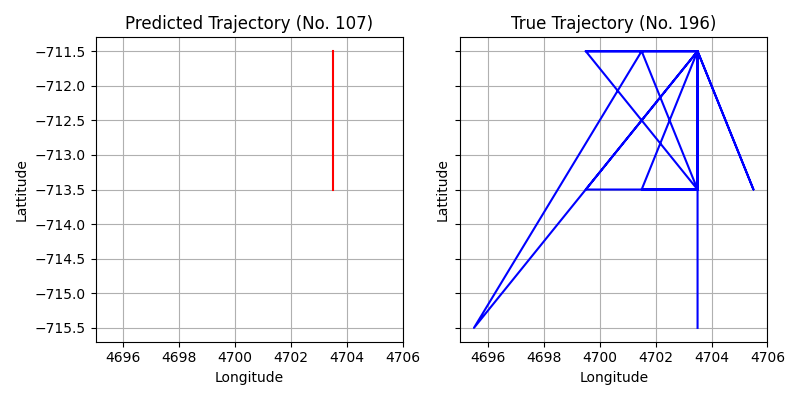 Predicted Trajectory (No. 107)
True Trajectory (No. 196)
−711.5
−712.0
−712.5
−713.0
−713.5
−714.0
−714.5
−715.0
−715.5
Lattitude
Lattitude
4696 4698 4700 4702 4704 4706
4696 4698 4700 4702 4704 4706
Longitude
Longitude